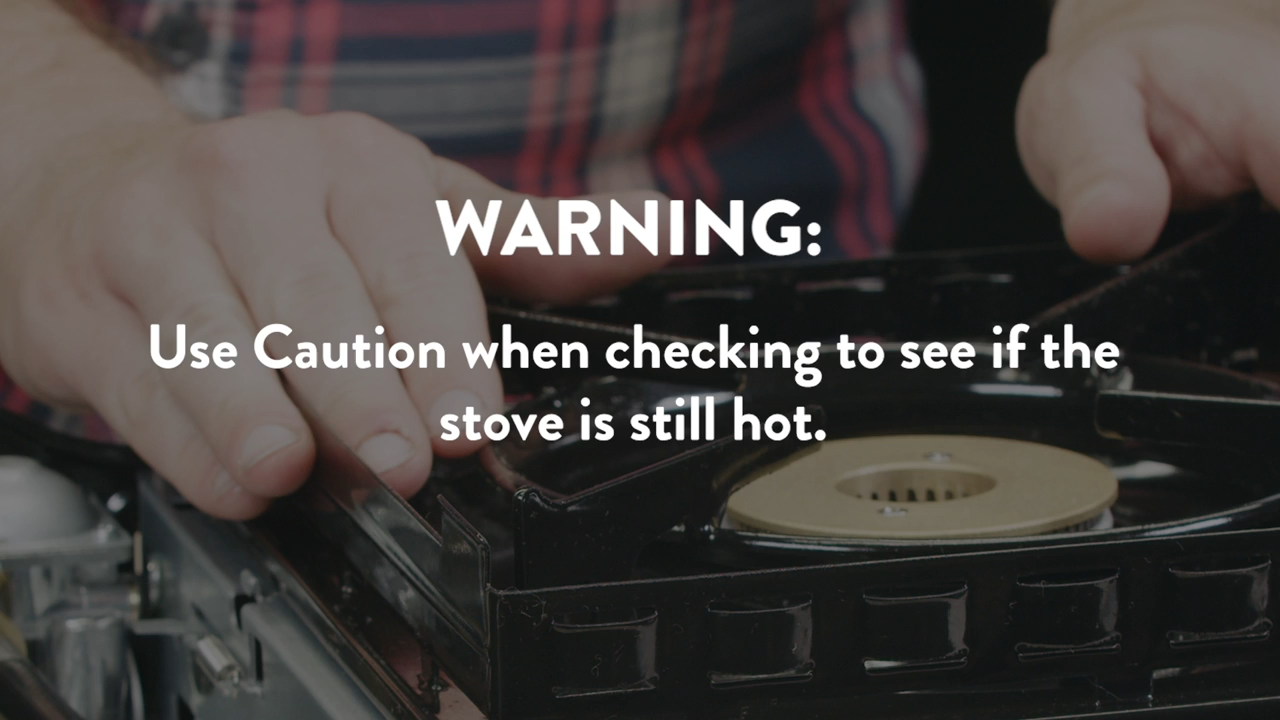 WARNING:
Use Caution when checking to see if the
stove is still hot.